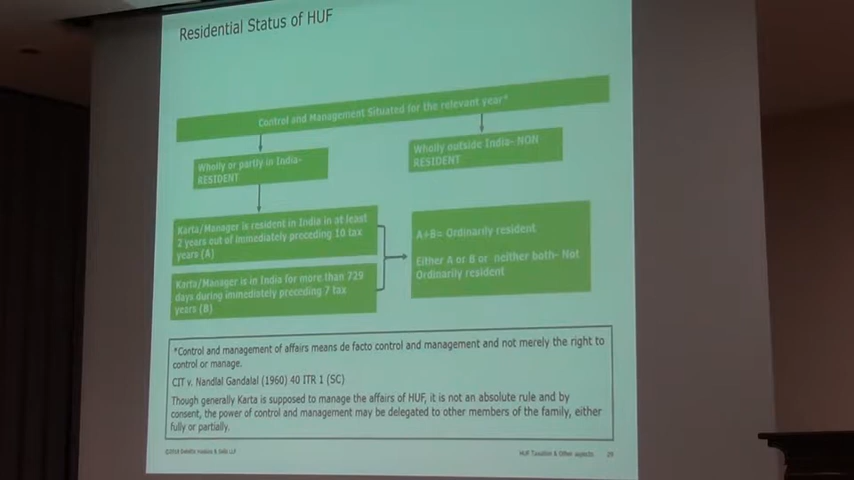 Residential Status of HUF
Control and Management Situated for the relevant year*
Wholly or partly in India-
RESIDENT
Wholly outside India- NON
RESIDENT
Karta/Manager is resident in India in at least
2 years out of immediately preceding 10 tax
years (A)
Karta/Manager is in India for more than 729
days during immediately preceding 7 tax
years (B)
A+B= Ordinarily resident
Either A or B or neither both- Not
Ordinarily resident
*Control and management of affairs means de facto control and management and not merely the right to
control or manage.
CIT v. Nandlal Gandalal (1960) 40 ITR 1 (SC)
Though generally Karta is supposed to manage the affairs of HUF, it is not an absolute rule and by
consent, the power of control and management may be delegated to other members of the family, either
fully or partially.
Deloitte Haskins & Sells LLP
HUF Taxation & Other aspects